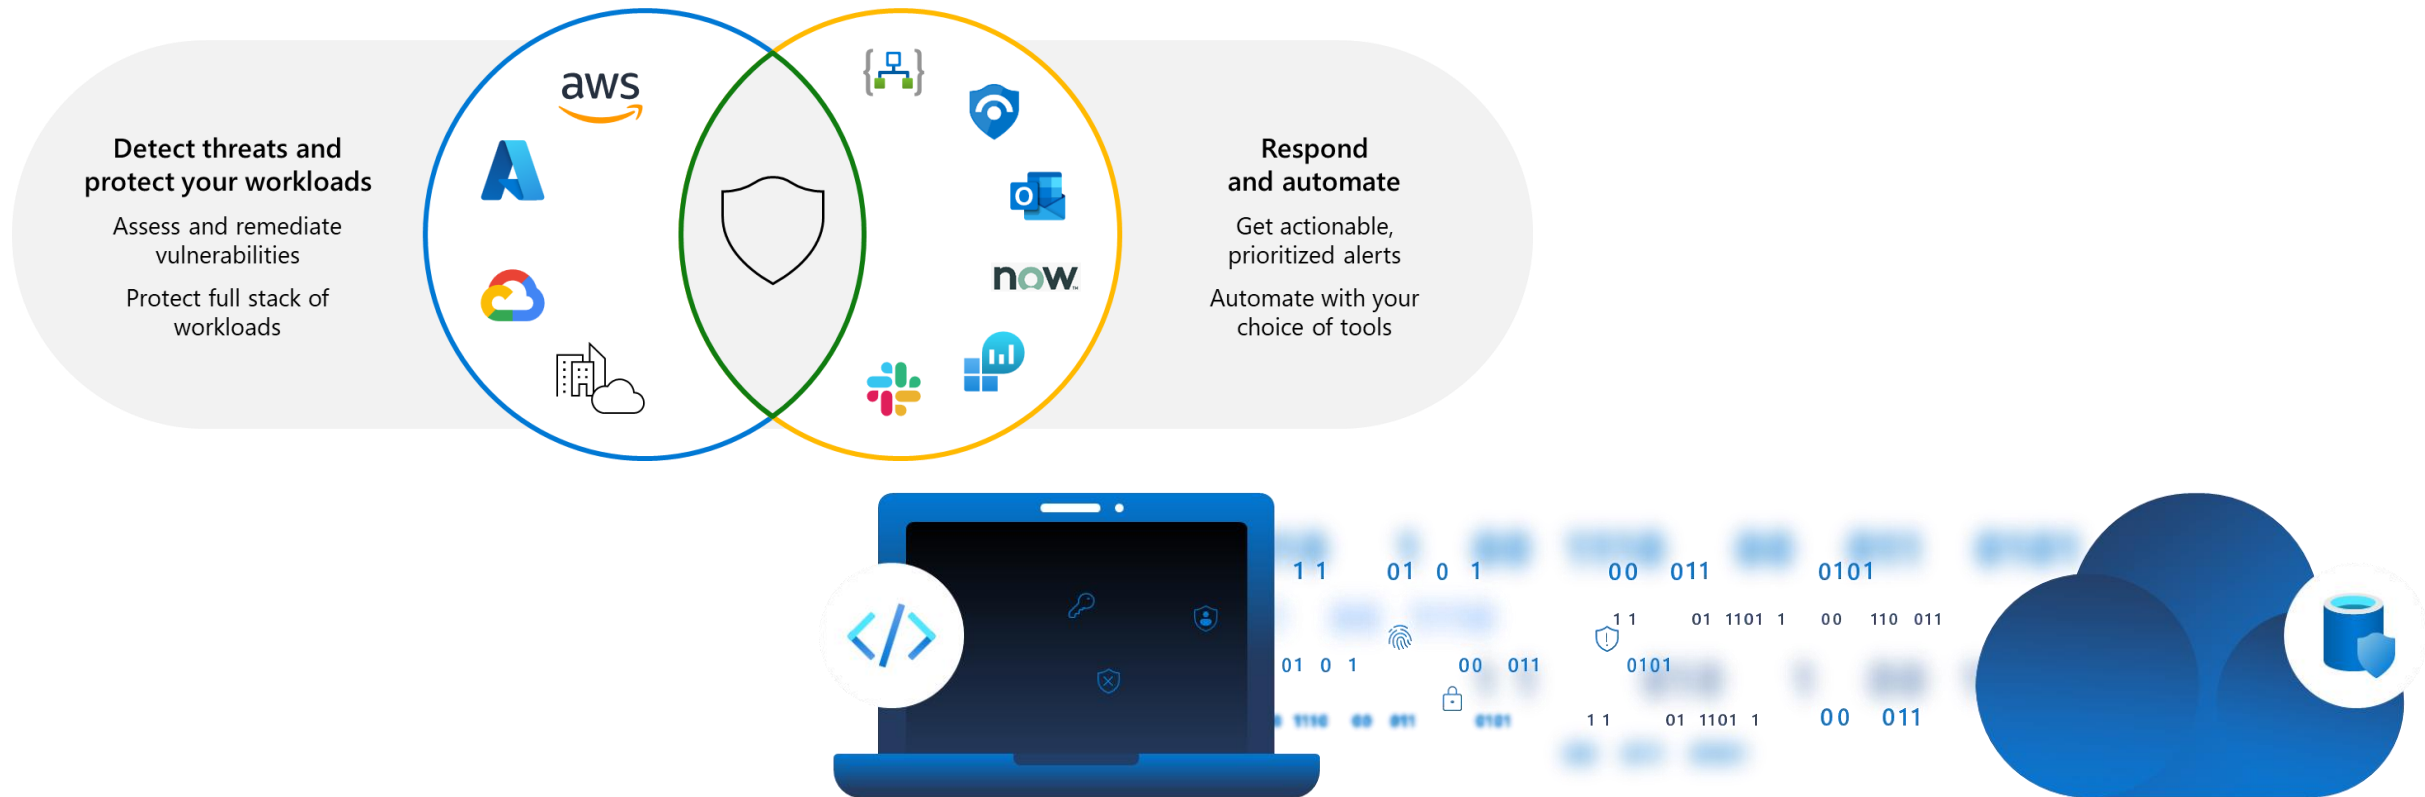 aws
Detect threats and
protect your workloads
Assess and remediate
vulnerabilities
Protect full stack of
workloads
now
Respond
and automate
Get actionable,
prioritized alerts
Automate with your
choice of tools
1 1 01 0 1 00 011 0101
1 1 01 1101 1 00 110 011
01 0 1 00 011 0101
1 1 01 1101 1 00 011